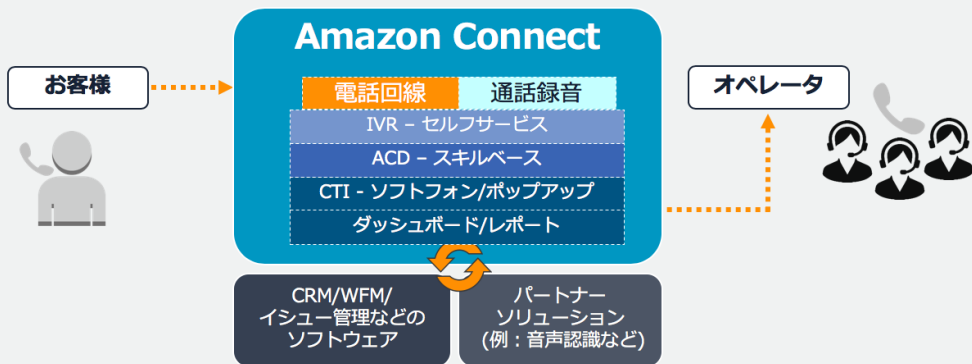 Amazon Connect
お客様
オペレータ
電話回線
通話録音
IVR – セルフサービス
ACD – スキルベース
CTI - ソフトフォン/ポップアップ
ダッシュボード/レポート
CRM/WFM/
イシュー管理などの
ソフトウェア
パートナー
ソリューション
(例：音声認識など)